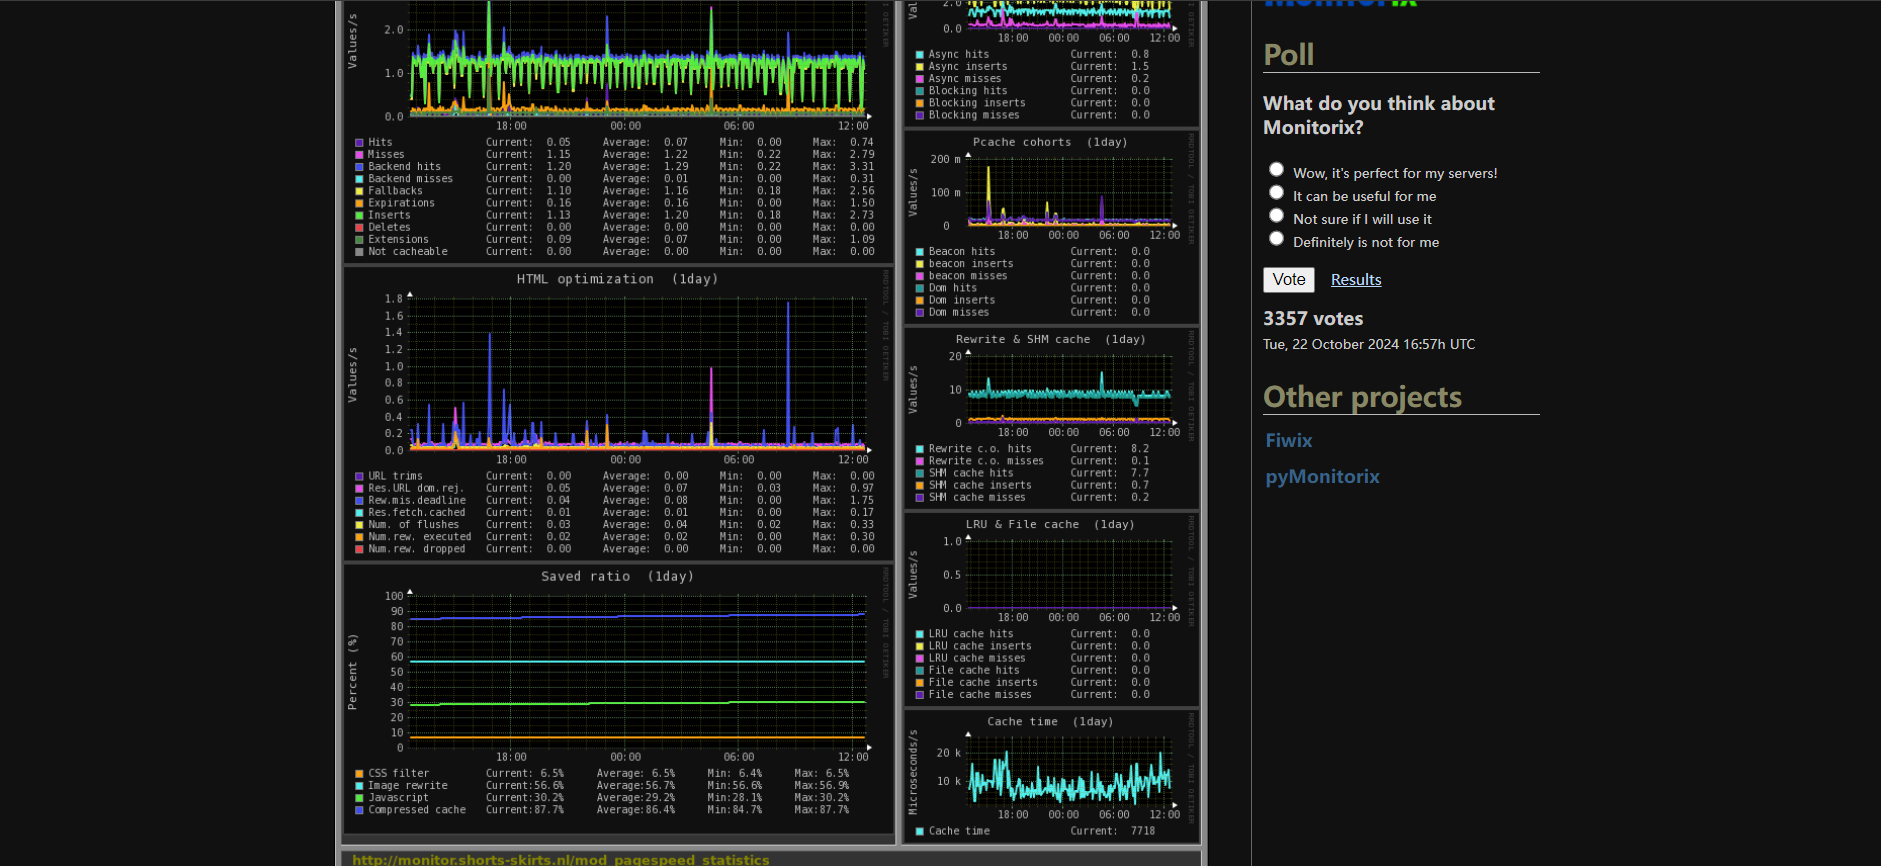 2.0
1.0
0.0
Values/s
18:00 00:00 06:00 12:00
Hits Current: 0.05 Average: 0.07 Min: 0.00 Max: 0.74
Misses Current: 1.15 Average: 1.22 Min: 0.22 Max: 2.79
Backend hits Current: 1.20 Average: 1.29 Min: 0.22 Max: 3.31
Backend misses Current: 0.00 Average: 0.01 Min: 0.00 Max: 0.31
Fallbacks Current: 1.10 Average: 1.16 Min: 0.18 Max: 2.56
Expirations Current: 0.16 Average: 0.16 Min: 0.00 Max: 1.50
Inserts Current: 1.13 Average: 1.20 Min: 0.18 Max: 2.73
Deletes Current: 0.00 Average: 0.00 Min: 0.00 Max: 0.00
Extensions Current: 0.09 Average: 0.07 Min: 0.00 Max: 1.09
Not cacheable Current: 0.00 Average: 0.00 Min: 0.00 Max: 0.00
HTML optimization (1day)
RRDTOOL / TOBI OETIKER
1.8
1.6
1.4
1.2
1.0
0.8
0.6
0.4
0.2
0.0
Values/s
18:00 00:00 06:00 12:00
URL trims Current: 0.00 Average: 0.00 Min: 0.00 Max: 0.00
Res.URL dom.rej. Current: 0.05 Average: 0.07 Min: 0.03 Max: 0.97
Rew.mis.deadline Current: 0.04 Average: 0.08 Min: 0.00 Max: 1.75
Res.fetch.cached Current: 0.01 Average: 0.01 Min: 0.00 Max: 0.17
Num. of flushes Current: 0.03 Average: 0.04 Min: 0.02 Max: 0.33
Num.rew. executed Current: 0.02 Average: 0.02 Min: 0.00 Max: 0.30
Num.rew. dropped Current: 0.00 Average: 0.00 Min: 0.00 Max: 0.00
Saved ratio (1day)
RRDTOOL / TOBI OETIKER
100
90
80
70
60
50
40
30
20
10
0
Percent (%)
18:00 00:00 06:00 12:00
CSS filter Current: 6.5% Average: 6.5% Min: 6.4% Max: 6.5%
Image rewrite Current:56.6% Average:56.7% Min:56.6% Max:56.9%
Javascript Current:30.2% Average:29.2% Min:28.1% Max:30.2%
Compressed cache Current:87.7% Average:86.4% Min:84.7% Max:87.7%
2.0
0.0
Val
18:00 00:00 06:00 12:00
Async hits Current: 0.8
Async inserts Current: 1.5
Async misses Current: 0.2
Blocking hits Current: 0.0
Blocking inserts Current: 0.0
Blocking misses Current: 0.0
Pcache cohorts (1day)
RRDTOOL / TOBI OETIKER
200 m
100 m
0
Values/s
18:00 00:00 06:00 12:00
Beacon hits Current: 0.0
beacon inserts Current: 0.0
beacon misses Current: 0.0
Dom hits Current: 0.0
Dom inserts Current: 0.0
Dom misses Current: 0.0
Rewrite & SHM cache (1day)
RRDTOOL / TOBI OETIKER
20
10
0
Values/s
18:00 00:00 06:00 12:00
Rewrite c.o. hits Current: 8.2
Rewrite c.o. misses Current: 0.1
SHM cache hits Current: 7.7
SHM cache inserts Current: 0.7
SHM cache misses Current: 0.2
LRU & File cache (1day)
RRDTOOL / TOBI OETIKER
1.0
0.5
0.0
Values/s
18:00 00:00 06:00 12:00
LRU cache hits Current: 0.0
LRU cache inserts Current: 0.0
LRU cache misses Current: 0.0
File cache hits Current: 0.0
File cache inserts Current: 0.0
File cache misses Current: 0.0
Cache time (1day)
RRDTOOL / TOBI OETIKER
20 k
10 k
Microseconds/s
18:00 00:00 06:00 12:00
Cache time Current: 7718
http://monitor.shorts-skirts.nl/mod_pagespeed_statistics
Monitorix
Poll
What do you think about
Monitorix?
Wow, it's perfect for my servers!
It can be useful for me
Not sure if I will use it
Definitely is not for me
Vote Results
3357 votes
Tue, 22 October 2024 16:57h UTC
Other projects
Fiwix
pyMonitorix